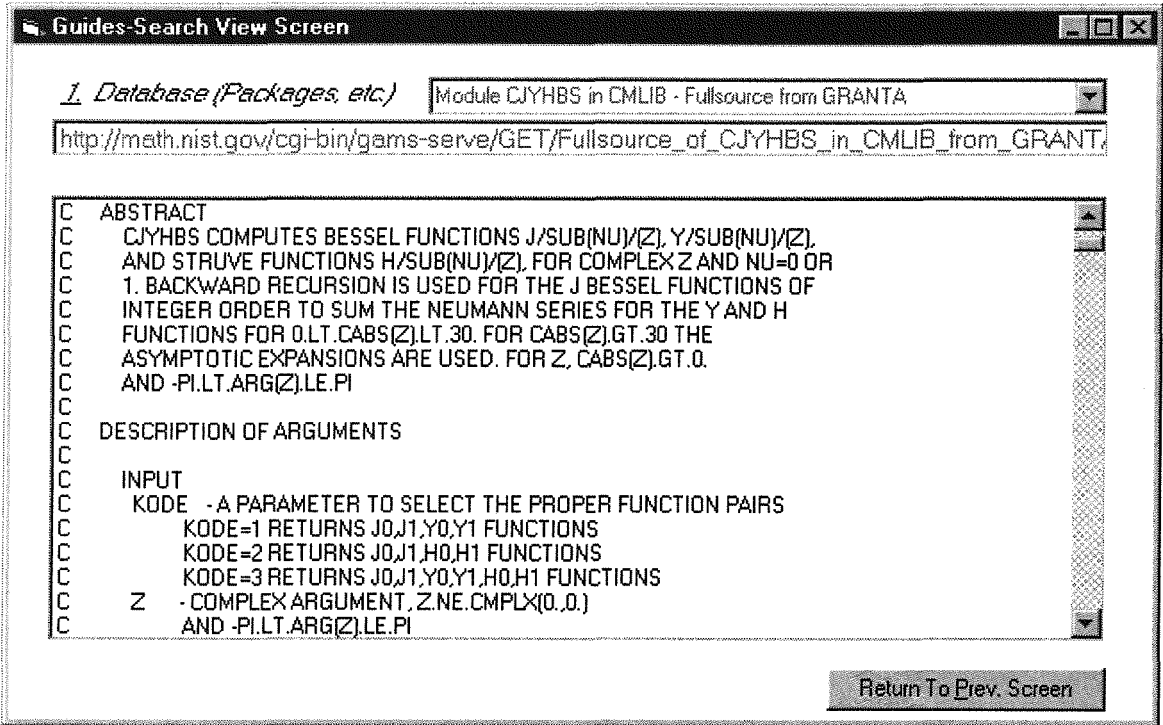 Guides-Search View Screen
1. Database (Packages, etc.) Module CJYHBS in CMLIB - Fullsource from GRANTA
http://math.nist.gov/cgi-bin/gams-serve/GET/Fullsource_of_CJYHBS_in_CMLIB_from_GRANTA
C ABSTRACT
C CJYHBS COMPUTES BESSEL FUNCTIONS J/SUB(NU)/(Z), Y/SUB(NU)/(Z),
C AND STRUVE FUNCTIONS H/SUB(NU)/(Z), FOR COMPLEX Z AND NU=0 OR
C 1. BACKWARD RECURSION IS USED FOR THE J BESSEL FUNCTIONS OF
C INTEGER ORDER TO SUM THE NEUMANN SERIES FOR THE Y AND H
C FUNCTIONS FOR 0.LT.CABS(Z).LT.30. FOR CABS(Z).GT.30 THE
C ASYMPTOTIC EXPANSIONS ARE USED. FOR Z, CABS(Z).GT.0.
C AND -PI.LT.ARG(Z).LE.PI
C
C DESCRIPTION OF ARGUMENTS
C
C INPUT
C KODE - A PARAMETER TO SELECT THE PROPER FUNCTION PAIRS
C KODE=1 RETURNS J0,J1,Y0,Y1 FUNCTIONS
C KODE=2 RETURNS J0,J1,H0,H1 FUNCTIONS
C KODE=3 RETURNS J0,J1,Y0,Y1,H0,H1 FUNCTIONS
C Z - COMPLEX ARGUMENT, Z.NE.CMPLX(0.,0.)
C AND -PI.LT.ARG(Z).LE.PI
Return To Prev. Screen